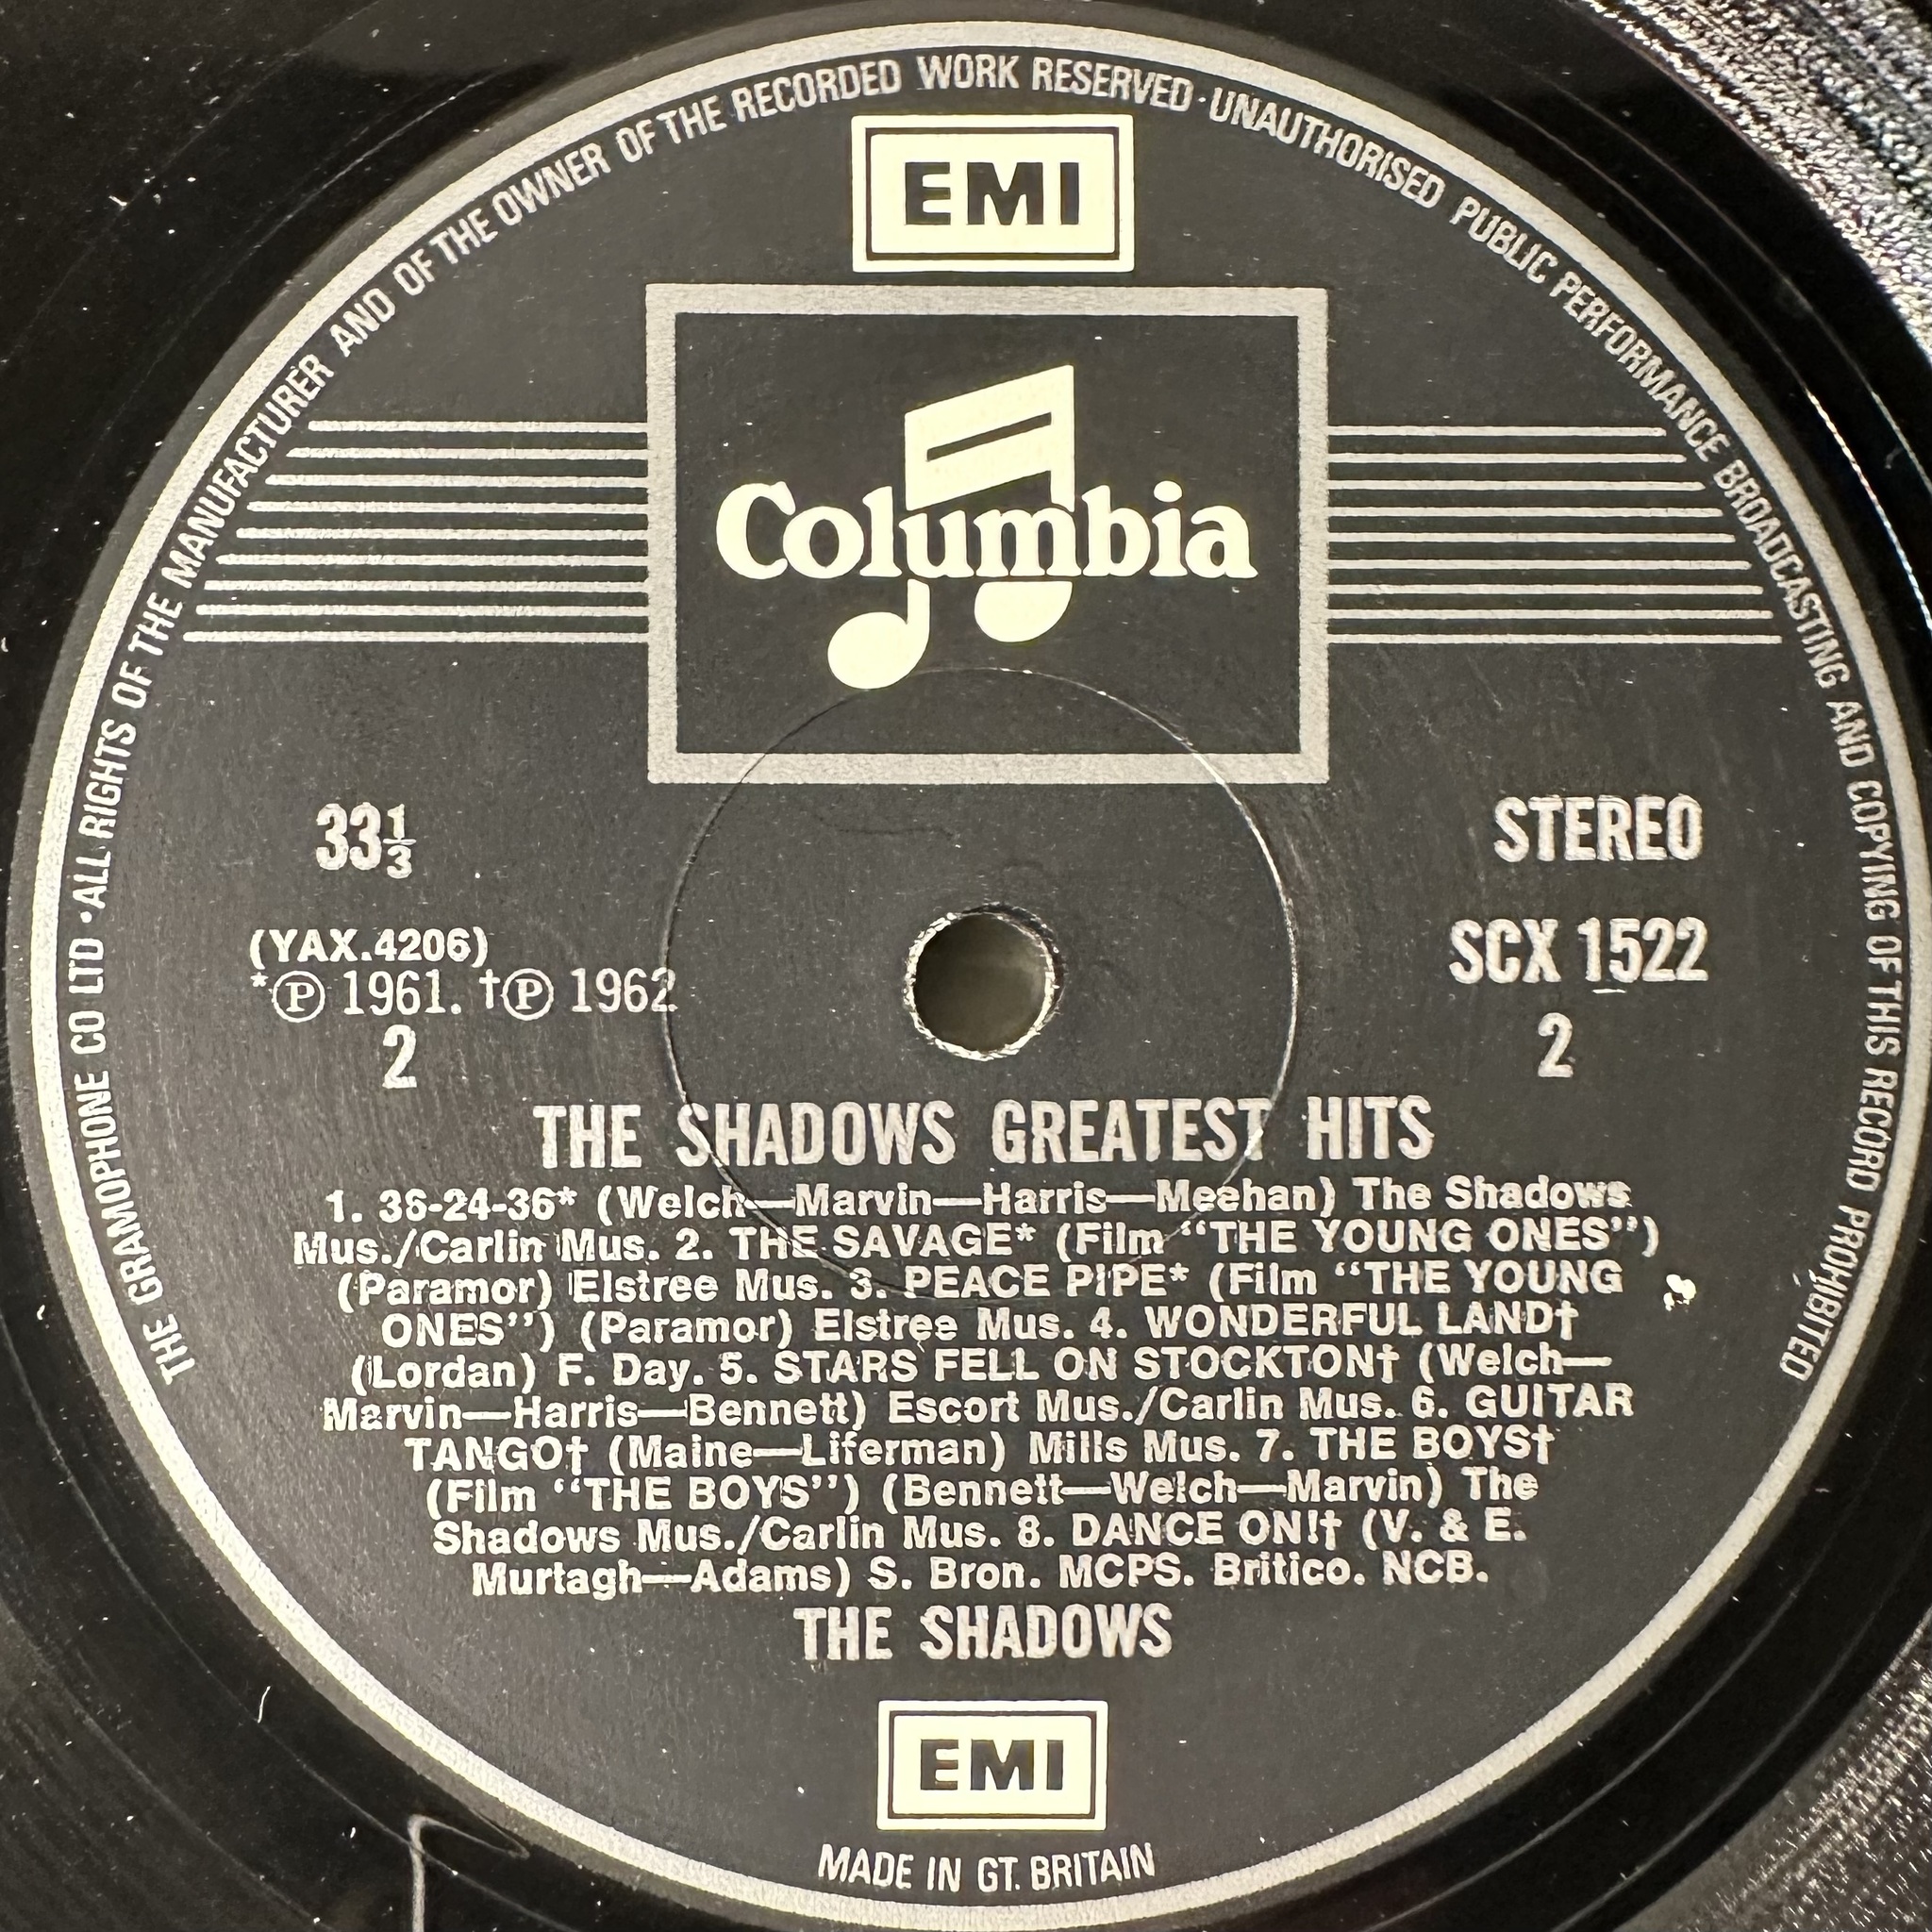 THE GRAMOPHONE CO LTD · ALL RIGHTS OF THE MANUFACTURER AND OF THE OWNER OF THE RECORDED WORK RESERVED · UNAUTHORISED PUBLIC PERFORMANCE BROADCASTING AND COPYING OF THIS RECORD PROHIBITED
EMI
Columbia
33 1/3
STEREO
(YAX.4206)
*℗ 1961. †℗ 1962
2
SCX 1522
2
THE SHADOWS GREATEST HITS
1. 36-24-36* (Welch—Marvin—Harris—Meehan) The Shadows
Mus./Carlin Mus. 2. THE SAVAGE* (Film “THE YOUNG ONES”)
(Paramor) Elstree Mus. 3. PEACE PIPE* (Film “THE YOUNG
ONES”) (Paramor) Elstree Mus. 4. WONDERFUL LAND†
(Lordan) F. Day. 5. STARS FELL ON STOCKTON† (Welch—
Marvin—Harris—Bennett) Escort Mus./Carlin Mus. 6. GUITAR
TANGO† (Maine—Liferman) Mills Mus. 7. THE BOYS†
(Film “THE BOYS”) (Bennett—Welch—Marvin) The
Shadows Mus./Carlin Mus. 8. DANCE ON!† (V. & E.
Murtagh—Adams) S. Bron. MCPS. Britico. NCB.
THE SHADOWS
EMI
MADE IN GT. BRITAIN